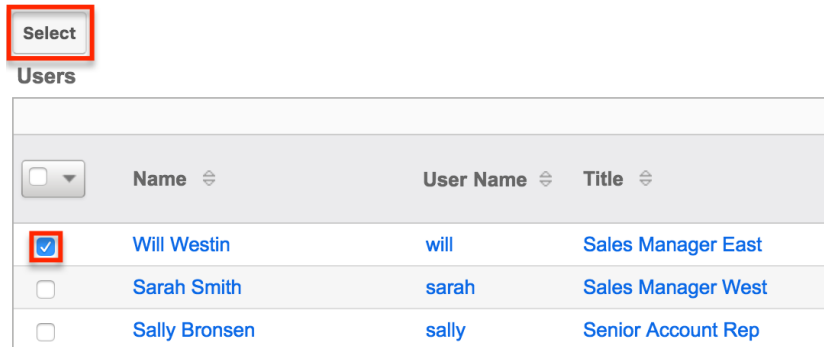 Select
Users
Name User Name Title
Will Westin will Sales Manager East
Sarah Smith sarah Sales Manager West
Sally Bronsen sally Senior Account Rep